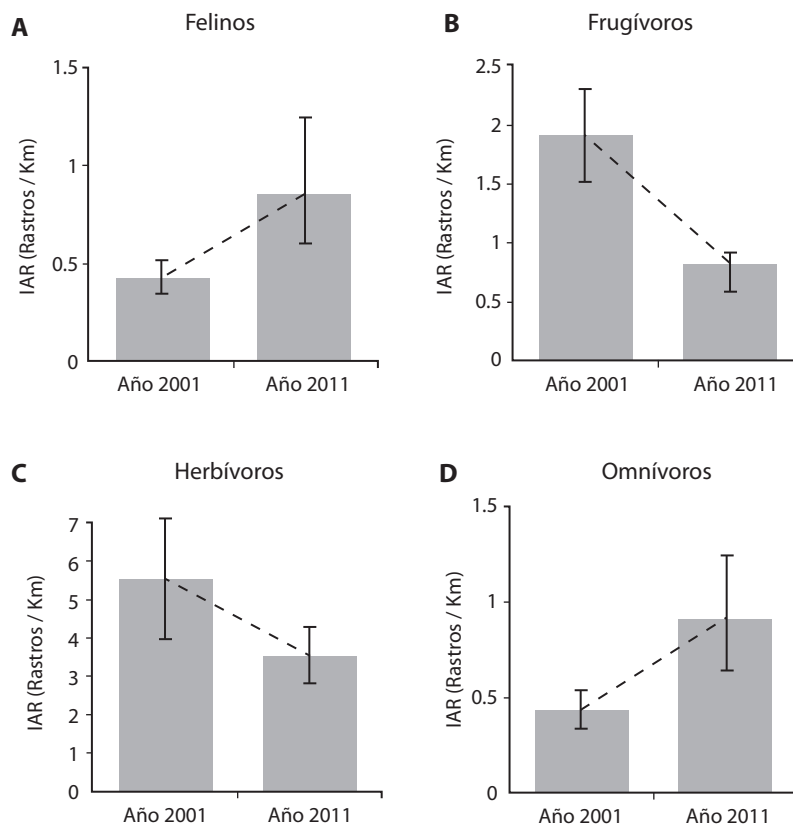 A
Felinos
IAR (Rastros / Km)
1.5
1
0.5
0
Año 2001
Año 2011
B
Frugívoros
IAR (Rastros / Km)
2.5
2
1.5
1
0.5
0
Año 2001
Año 2011
C
Herbívoros
IAR (Rastros / Km)
7
6
5
4
3
2
1
0
Año 2001
Año 2011
D
Omnívoros
IAR (Rastros / Km)
1.5
1
0.5
0
Año 2001
Año 2011